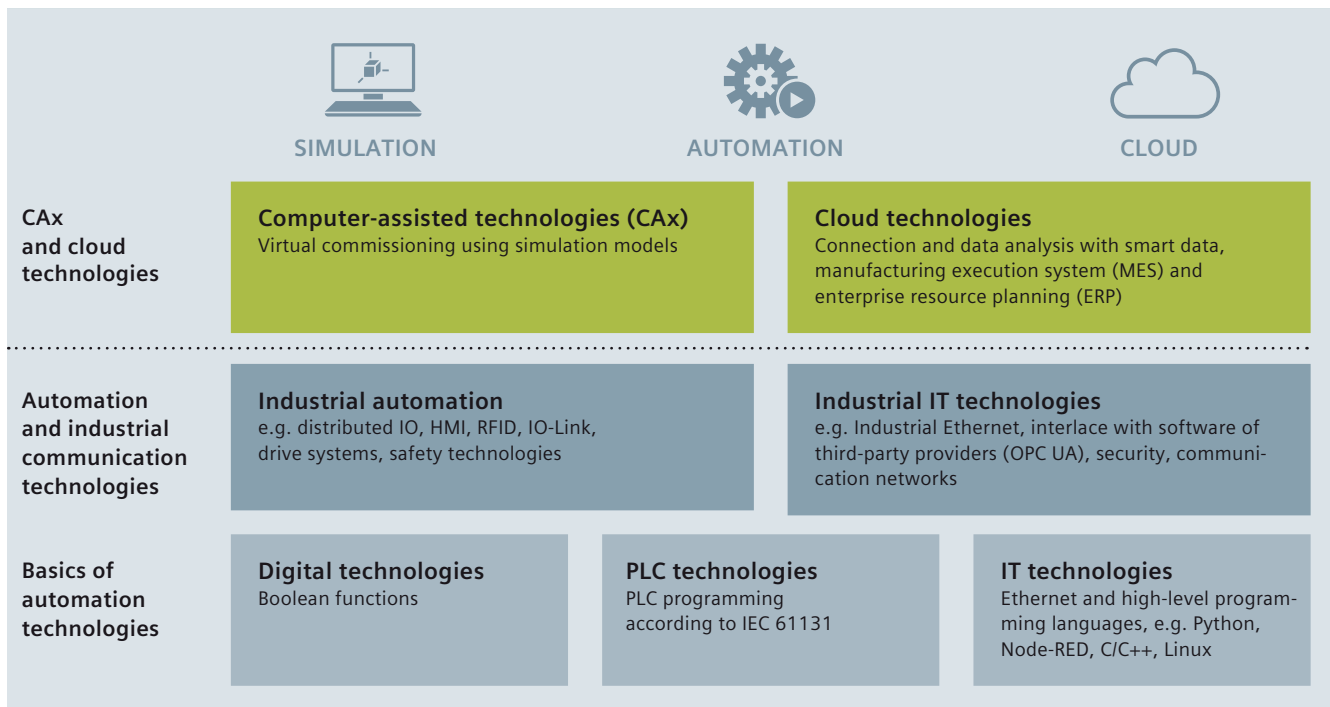 SIMULATION
AUTOMATION
CLOUD
CAx
and cloud
technologies
Computer-assisted technologies (CAx)
Virtual commissioning using simulation models
Cloud technologies
Connection and data analysis with smart data,
manufacturing execution system (MES) and
enterprise resource planning (ERP)
Automation
and industrial
communication
technologies
Industrial automation
e.g. distributed IO, HMI, RFID, IO-Link,
drive systems, safety technologies
Industrial IT technologies
e.g. Industrial Ethernet, interlace with software of
third-party providers (OPC UA), security, communi-
cation networks
Basics of
automation
technologies
Digital technologies
Boolean functions
PLC technologies
PLC programming
according to IEC 61131
IT technologies
Ethernet and high-level program-
ming languages, e.g. Python,
Node-RED, C/C++, Linux